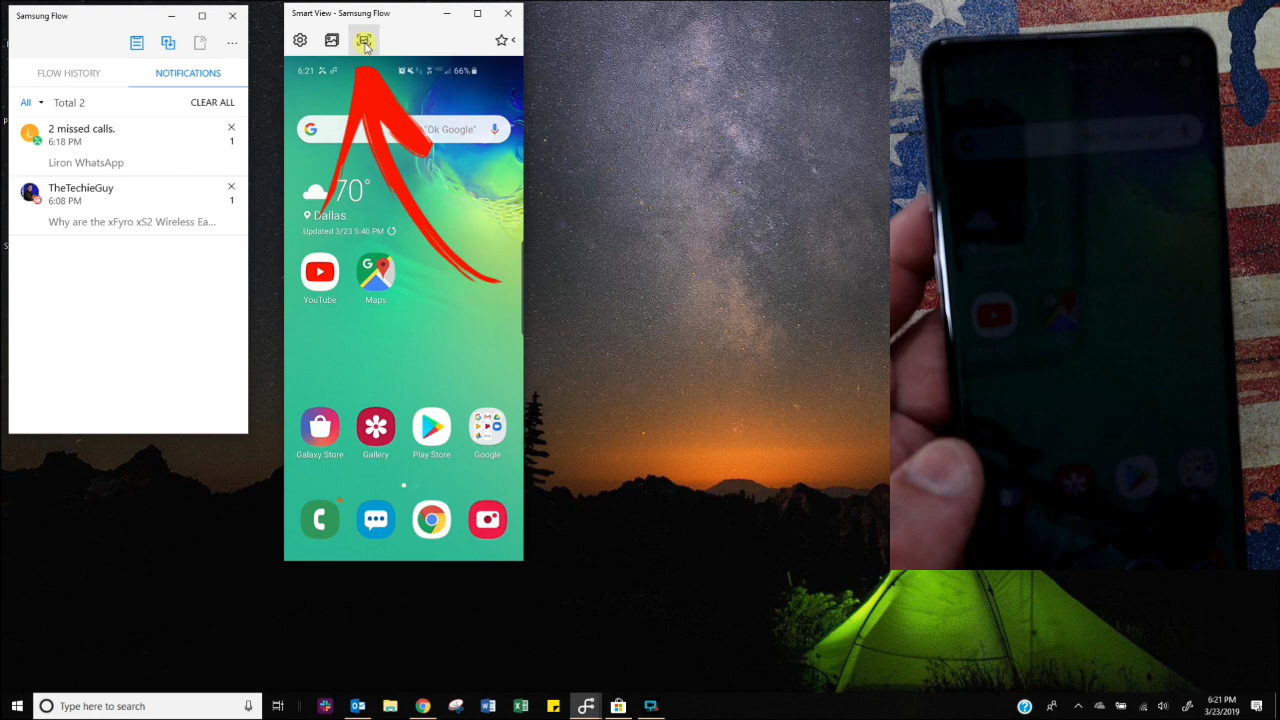 Samsung Flow
FLOW HISTORY
NOTIFICATIONS
All
Total 2
CLEAR ALL
2 missed calls.
6:18 PM
1
Liron WhatsApp
TheTechieGuy
6:08 PM
1
Why are the xFyro xS2 Wireless Ea...
Smart View - Samsung Flow
6:21
66%
"Ok Google"
70°
Dallas
Updated 3/23 5:40 PM
YouTube
Maps
Galaxy Store
Gallery
Play Store
Google
Type here to search
6:21 PM
3/23/2019